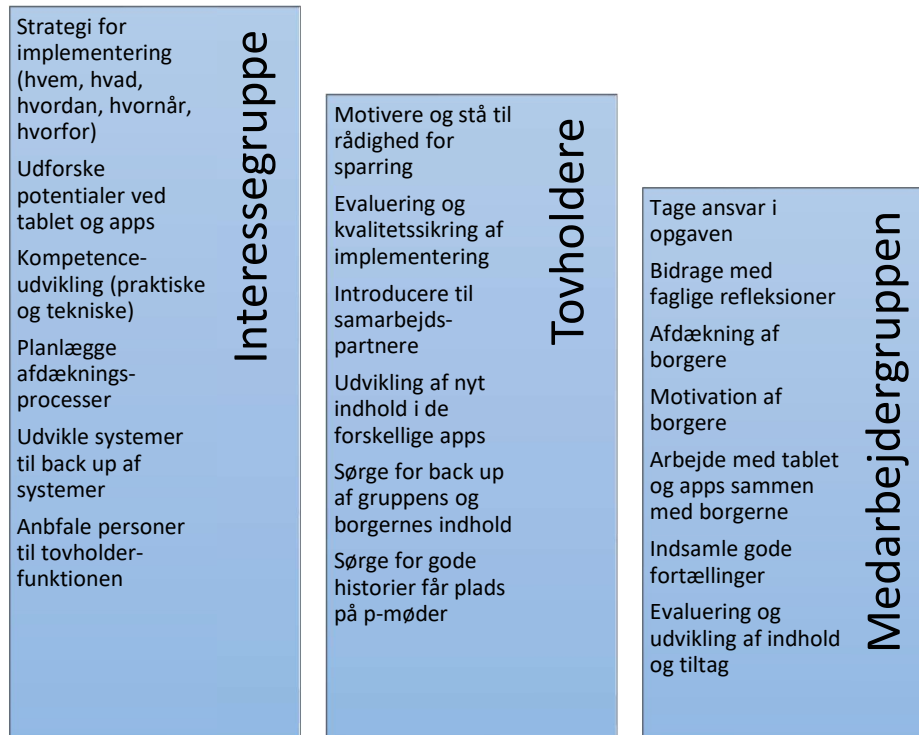 Strategi for
implementering
(hvem, hvad,
hvordan, hvornår,
hvorfor)
Udforske
potentialer ved
tablet og apps
Kompetence-
udvikling (praktiske
og tekniske)
Planlægge
afdæknings-
processer
Udvikle systemer
til back up af
systemer
Anbfale personer
til tovholder-
funktionen
Interessegruppe
Motivere og stå til
rådighed for
sparring
Evaluering og
kvalitetssikring af
implementering
Introducere til
samarbejds-
partnere
Udvikling af nyt
indhold i de
forskellige apps
Sørge for back up
af gruppens og
borgernes indhold
Sørge for gode
historier får plads
på p-møder
Tovholdere
Tage ansvar i
opgaven
Bidrage med
faglige refleksioner
Afdækning af
borgere
Motivation af
borgere
Arbejde med tablet
og apps sammen
med borgerne
Indsamle gode
fortællinger
Evaluering og
udvikling af indhold
og tiltag
Medarbejdergruppen